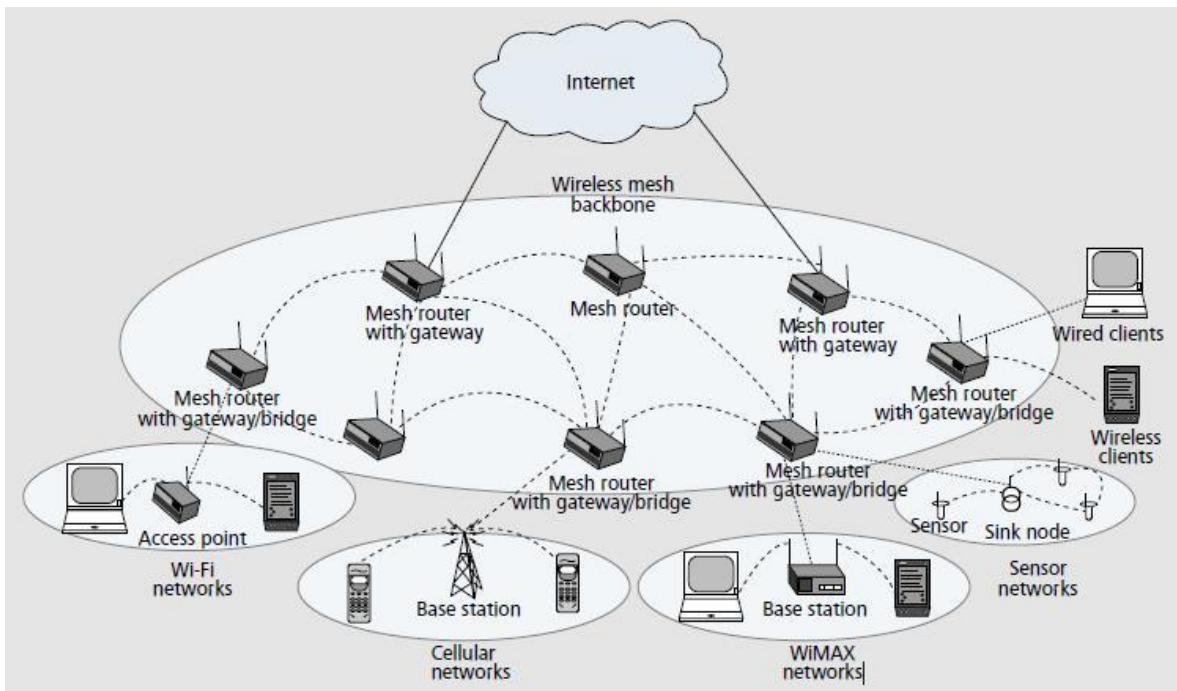 Internet
Wireless mesh
backbone
Mesh router
with gateway
Mesh router
Mesh router
with gateway
Wired clients
Mesh router
with gateway/bridge
Mesh router
with gateway/bridge
Wireless
clients
Mesh router
with gateway/bridge
Mesh router
with gateway/bridge
Access point
Wi-Fi
networks
Sensor
Sink node
Sensor
networks
Base station
Cellular
networks
Base station
WiMAX
networks